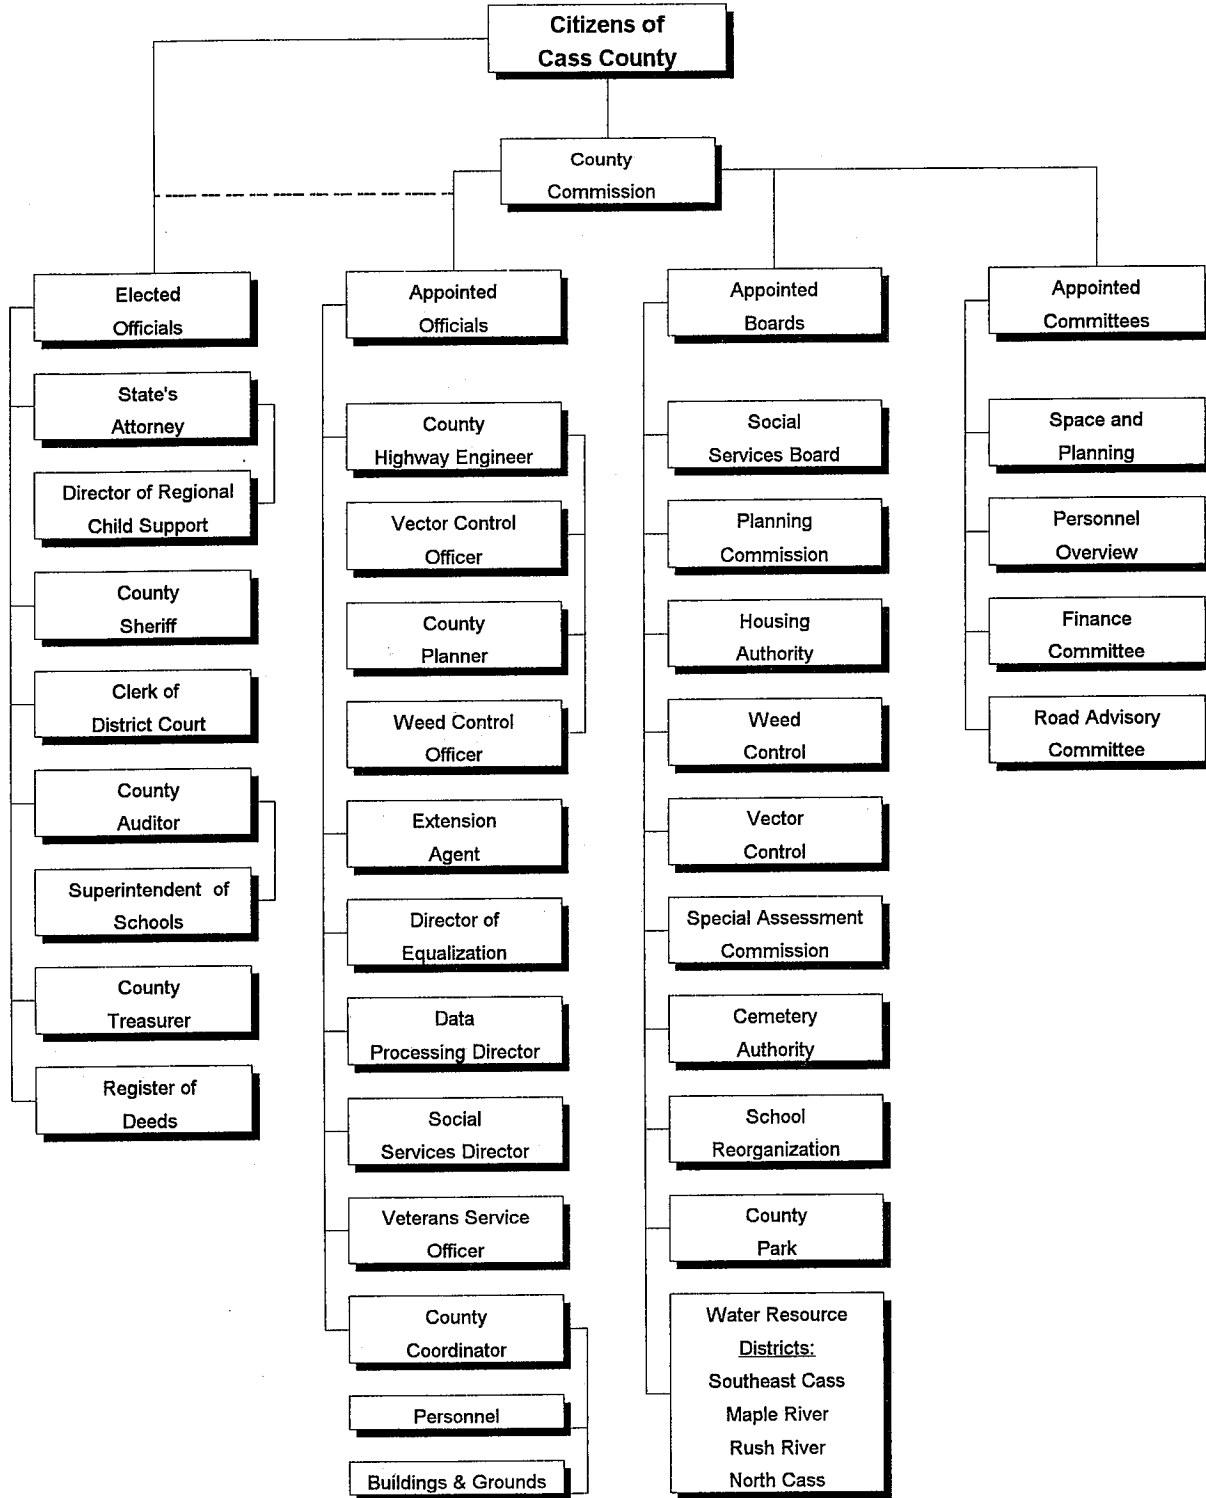 Citizens of
Cass County
County
Commission
Elected
Officials
State's
Attorney
Director of Regional
Child Support
County
Sheriff
Clerk of
District Court
County
Auditor
Superintendent of
Schools
County
Treasurer
Register of
Deeds
Appointed
Officials
County
Highway Engineer
Vector Control
Officer
County
Planner
Weed Control
Officer
Extension
Agent
Director of
Equalization
Data
Processing Director
Social
Services Director
Veterans Service
Officer
County
Coordinator
Personnel
Buildings & Grounds
Appointed
Boards
Social
Services Board
Planning
Commission
Housing
Authority
Weed
Control
Vector
Control
Special Assessment
Commission
Cemetery
Authority
School
Reorganization
County
Park
Water Resource
Districts:
Southeast Cass
Maple River
Rush River
North Cass
Appointed
Committees
Space and
Planning
Personnel
Overview
Finance
Committee
Road Advisory
Committee